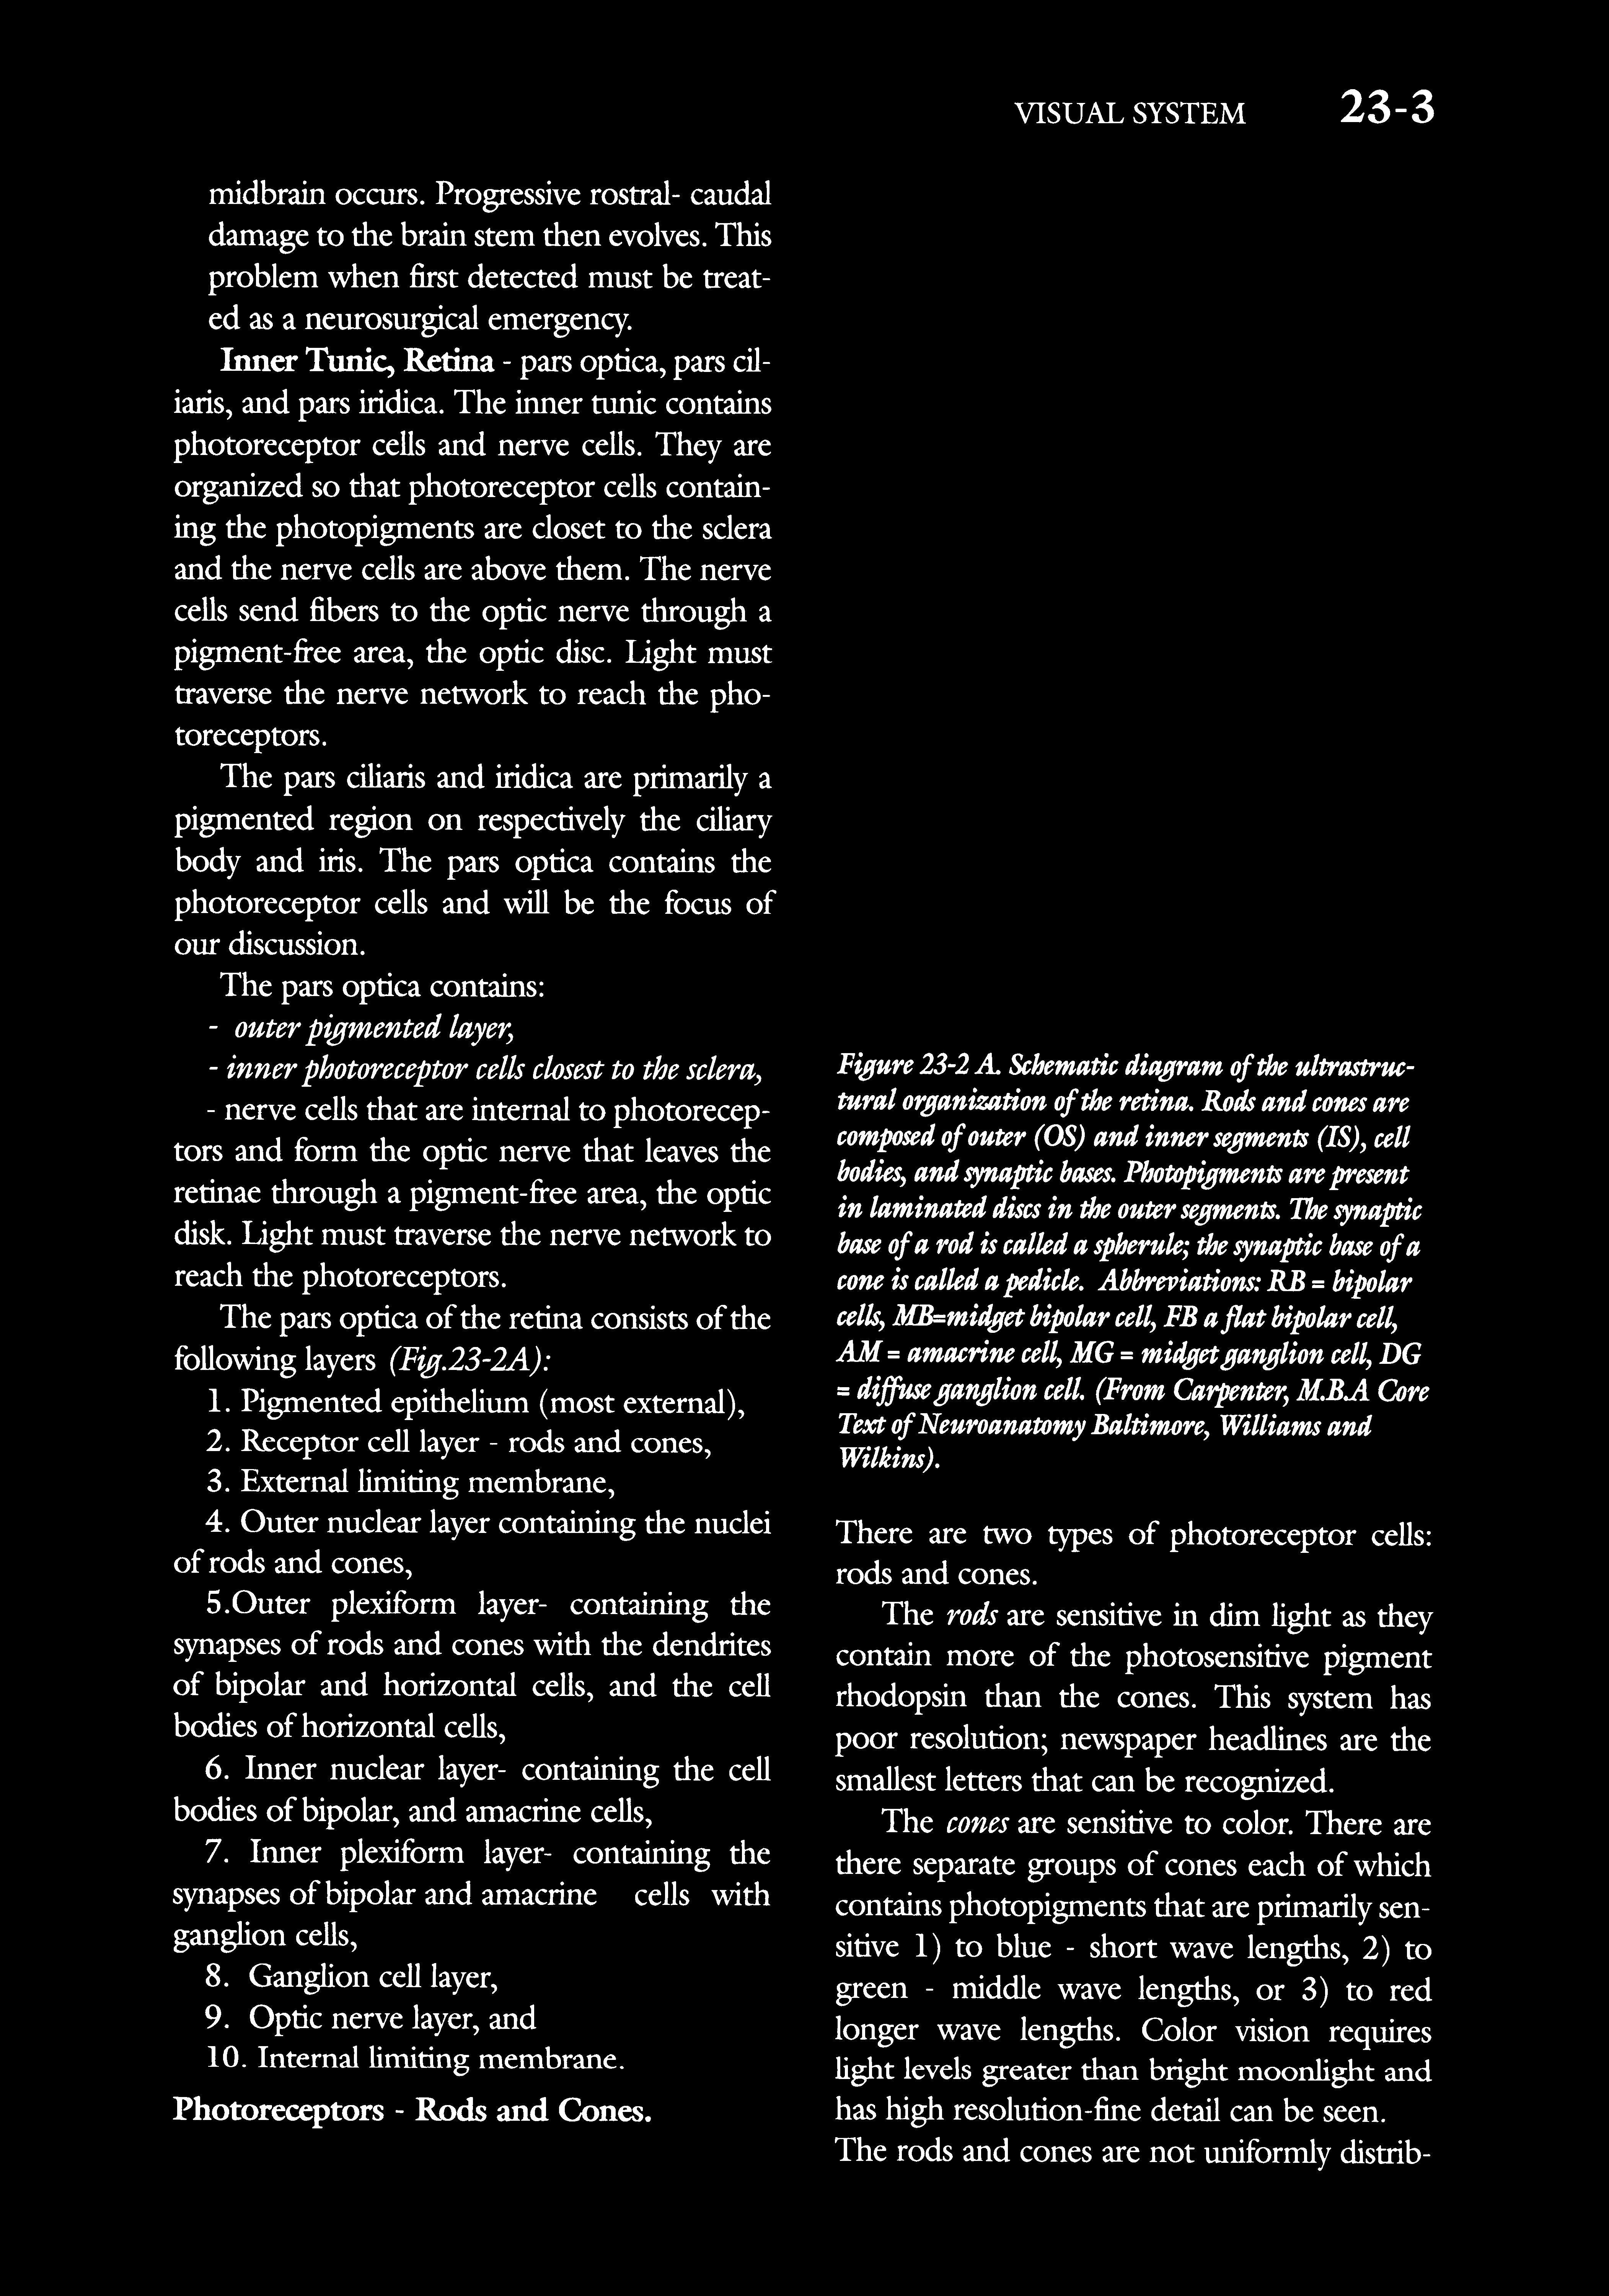 VISUAL SYSTEM 23-3
midbrain occurs. Progressive rostral- caudal
damage to the brain stem then evolves. This
problem when first detected must be treat-
ed as a neurosurgical emergency.
Inner Tunic, Retina - pars optica, pars cil-
iaris, and pars iridica. The inner tunic contains
photoreceptor cells and nerve cells. They are
organized so that photoreceptor cells contain-
ing the photopigments are closet to the sclera
and the nerve cells are above them. The nerve
cells send fibers to the optic nerve through a
pigment-free area, the optic disc. Light must
traverse the nerve network to reach the pho-
toreceptors.
The pars ciliaris and iridica are primarily a
pigmented region on respectively the ciliary
body and iris. The pars optica contains the
photoreceptor cells and will be the focus of
our discussion.
The pars optica contains:
- outer pigmented layer,
- inner photoreceptor cells closest to the sclera,
- nerve cells that are internal to photorecep-
tors and form the optic nerve that leaves the
retinae through a pigment-free area, the optic
disk. Light must traverse the nerve network to
reach the photoreceptors.
The pars optica of the retina consists of the
following layers (Fig.23-2A):
1. Pigmented epithelium (most external),
2. Receptor cell layer - rods and cones,
3. External limiting membrane,
4. Outer nuclear layer containing the nuclei
of rods and cones,
5.Outer plexiform layer- containing the
synapses of rods and cones with the dendrites
of bipolar and horizontal cells, and the cell
bodies of horizontal cells,
6. Inner nuclear layer- containing the cell
bodies of bipolar, and amacrine cells,
7. Inner plexiform layer- containing the
synapses of bipolar and amacrine cells with
ganglion cells,
8. Ganglion cell layer,
9. Optic nerve layer, and
10. Internal limiting membrane.
Photoreceptors - Rods and Cones.
Figure 23-2 A. Schematic diagram of the ultrastruc-
tural organization of the retina. Rods and cones are
composed of outer (OS) and inner segments (IS), cell
bodies, and synaptic bases. Photopigments are present
in laminated discs in the outer segments. The synaptic
base of a rod is called a spherule; the synaptic base of a
cone is called a pedicle. Abbreviations: RB = bipolar
cells, MB=midget bipolar cell, FB a flat bipolar cell,
AM = amacrine cell, MG = midget ganglion cell, DG
= diffuse ganglion cell. (From Carpenter, M.B.A Core
Text of Neuroanatomy Baltimore, Williams and
Wilkins).
There are two types of photoreceptor cells:
rods and cones.
The rods are sensitive in dim light as they
contain more of the photosensitive pigment
rhodopsin than the cones. This system has
poor resolution; newspaper headlines are the
smallest letters that can be recognized.
The cones are sensitive to color. There are
there separate groups of cones each of which
contains photopigments that are primarily sen-
sitive 1) to blue - short wave lengths, 2) to
green - middle wave lengths, or 3) to red
longer wave lengths. Color vision requires
light levels greater than bright moonlight and
has high resolution-fine detail can be seen.
The rods and cones are not uniformly distrib-